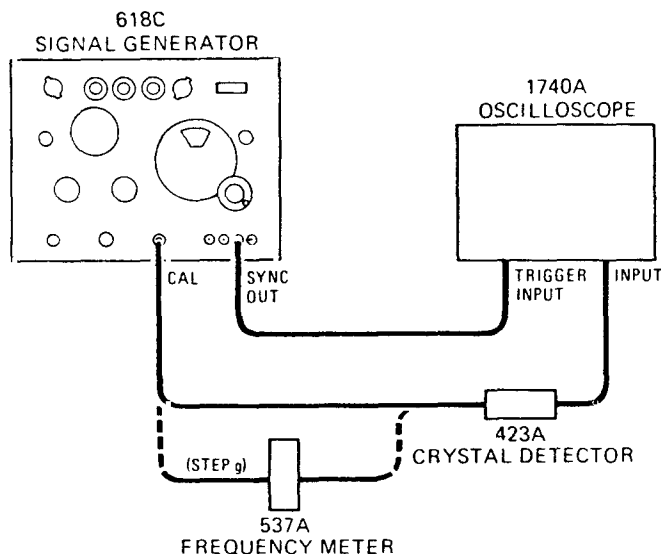 618C
SIGNAL GENERATOR
1740A
OSCILLOSCOPE
CAL
SYNC
OUT
TRIGGER
INPUT
INPUT
423A
CRYSTAL DETECTOR
(STEP g)
537A
FREQUENCY METER